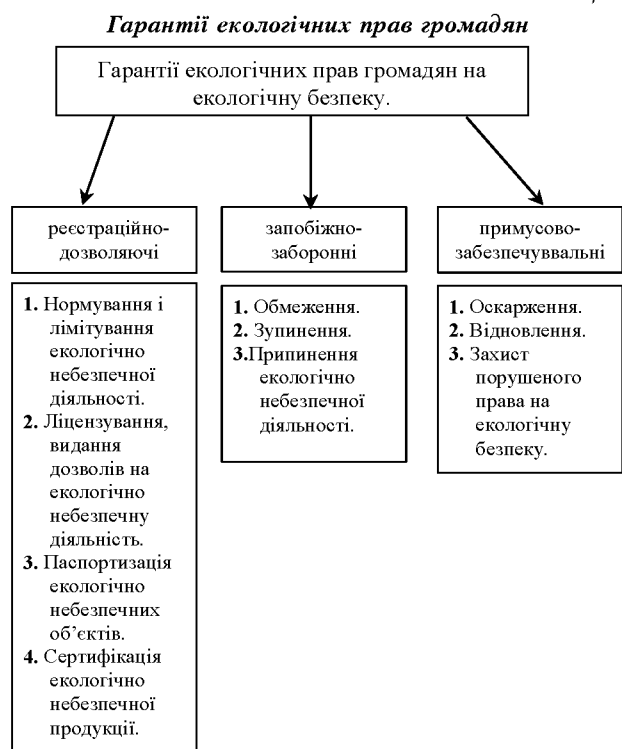 Гарантії екологічних прав громадян
Гарантії екологічних прав громадян на
екологічну безпеку.
реєстраційно-
дозволяючі
запобіжно-
заборонні
примусово-
забезпечуввальні
1. Нормування і
лімітування
екологічно
небезпечної
діяльності.
2. Ліцензування,
видання
дозволів на
екологічно
небезпечну
діяльність.
3. Паспортизація
екологічно
небезпечних
об’єктів.
4. Сертифікація
екологічно
небезпечної
продукції.
1. Обмеження.
2. Зупинення.
3.Припинення
екологічно
небезпечної
діяльності.
1. Оскарження.
2. Відновлення.
3. Захист
порушеного
права на
екологічну
безпеку.